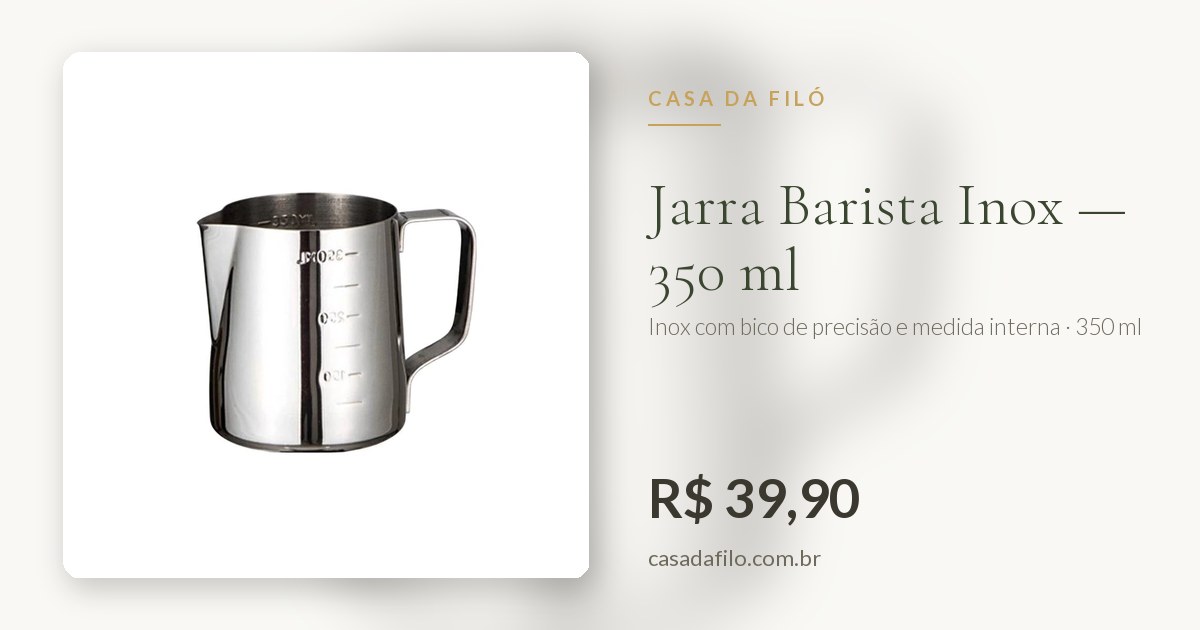 CASA DA FILÓ
Jarra Barista Inox —
350 ml
Inox com bico de precisão e medida interna · 350 ml
R$ 39,90
casadafilo.com.br